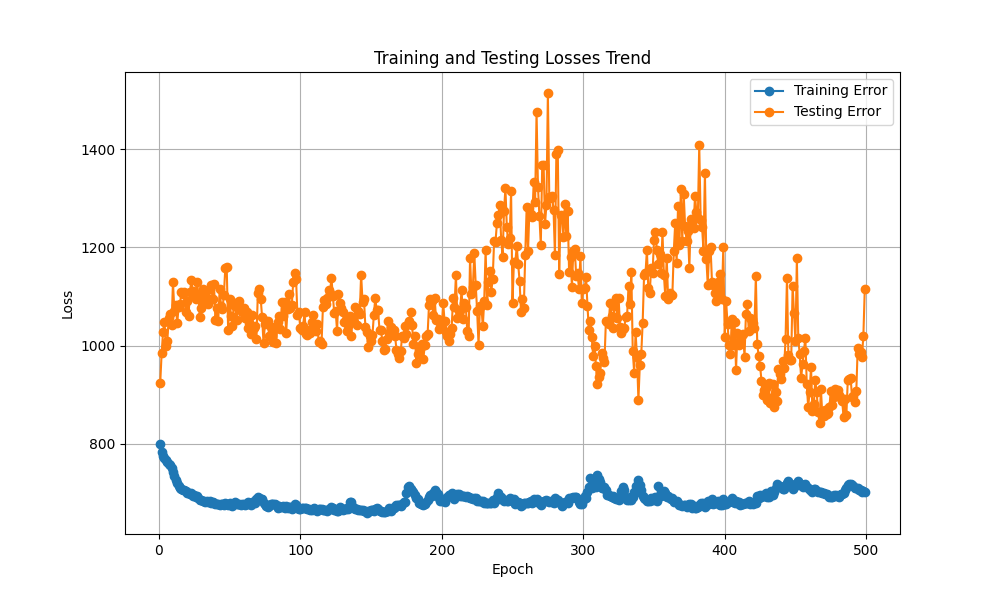 Training and Testing Losses Trend
Training Error
Testing Error
Loss
1400
1200
1000
800
0
100
200
300
400
500
Epoch